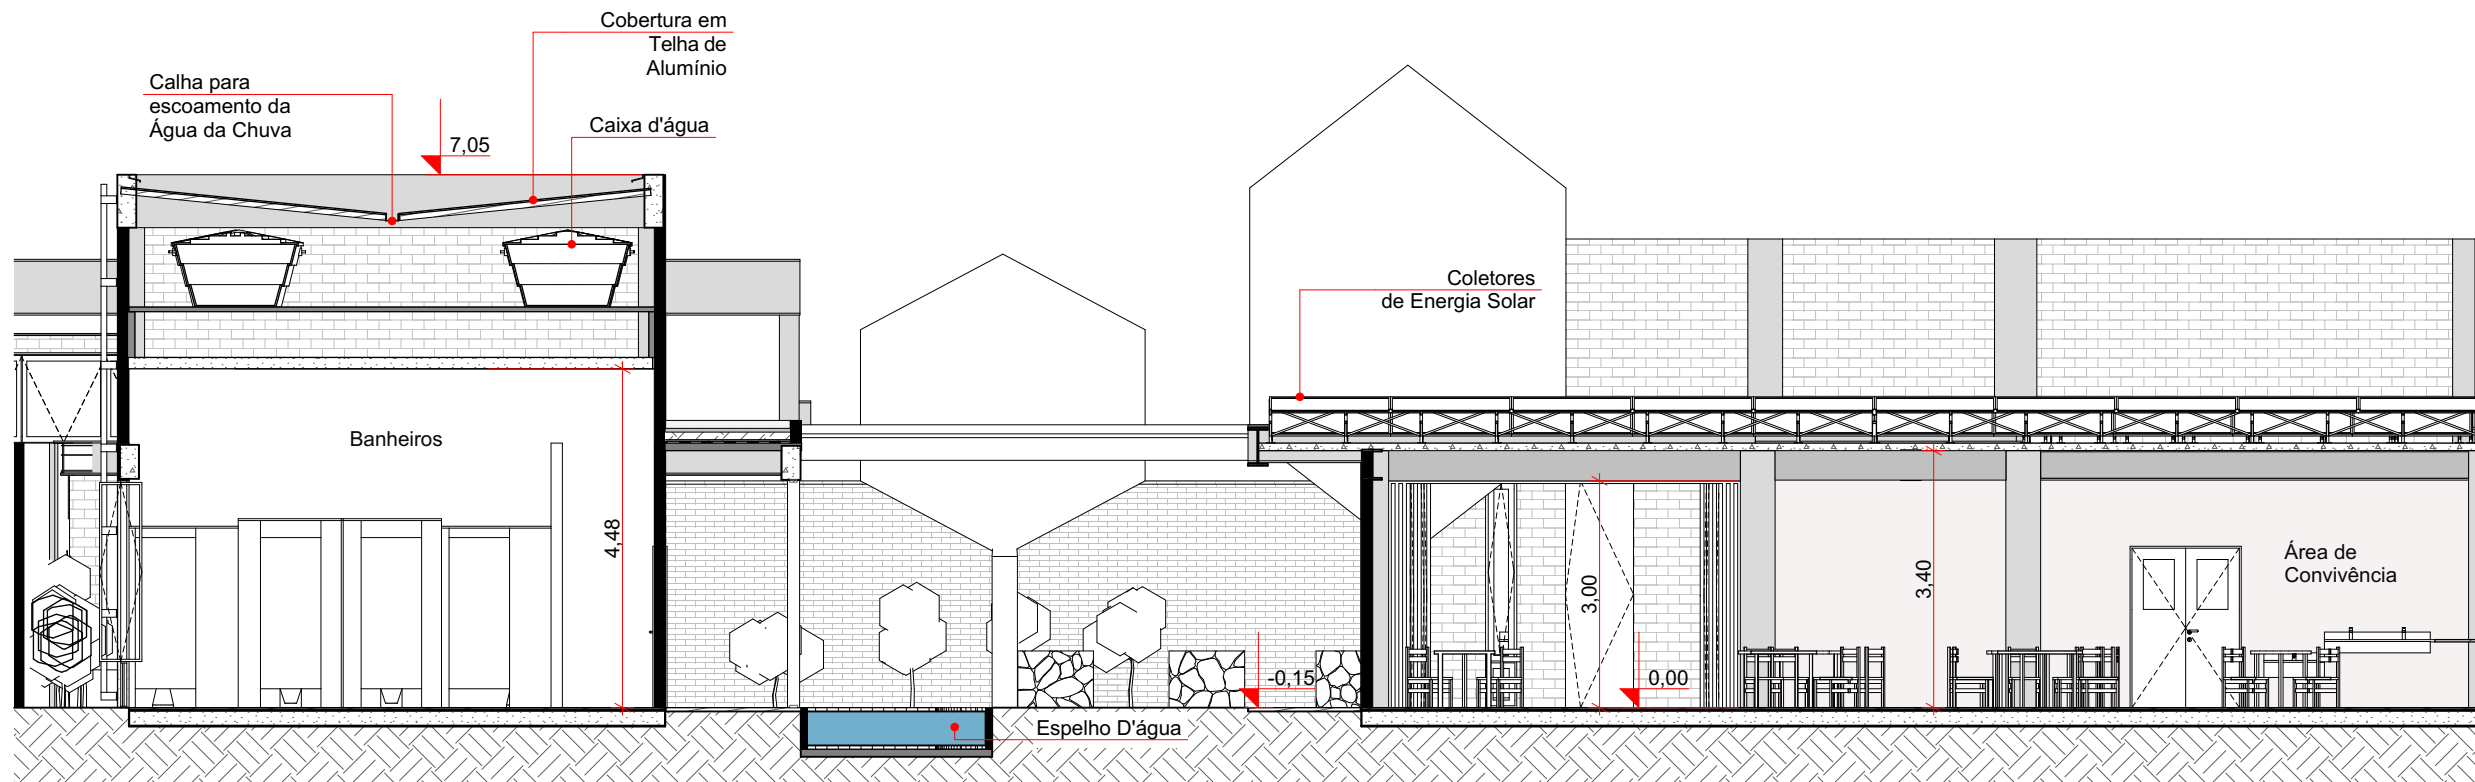 Cobertura em
Telha de
Alumínio
Calha para
escoamento da
Água da Chuva
Caixa d'água
7,05
Coletores
de Energia Solar
Banheiros
4,48
3,00
3,40
Área de
Convivência
-0,15
0,00
Espelho D'água